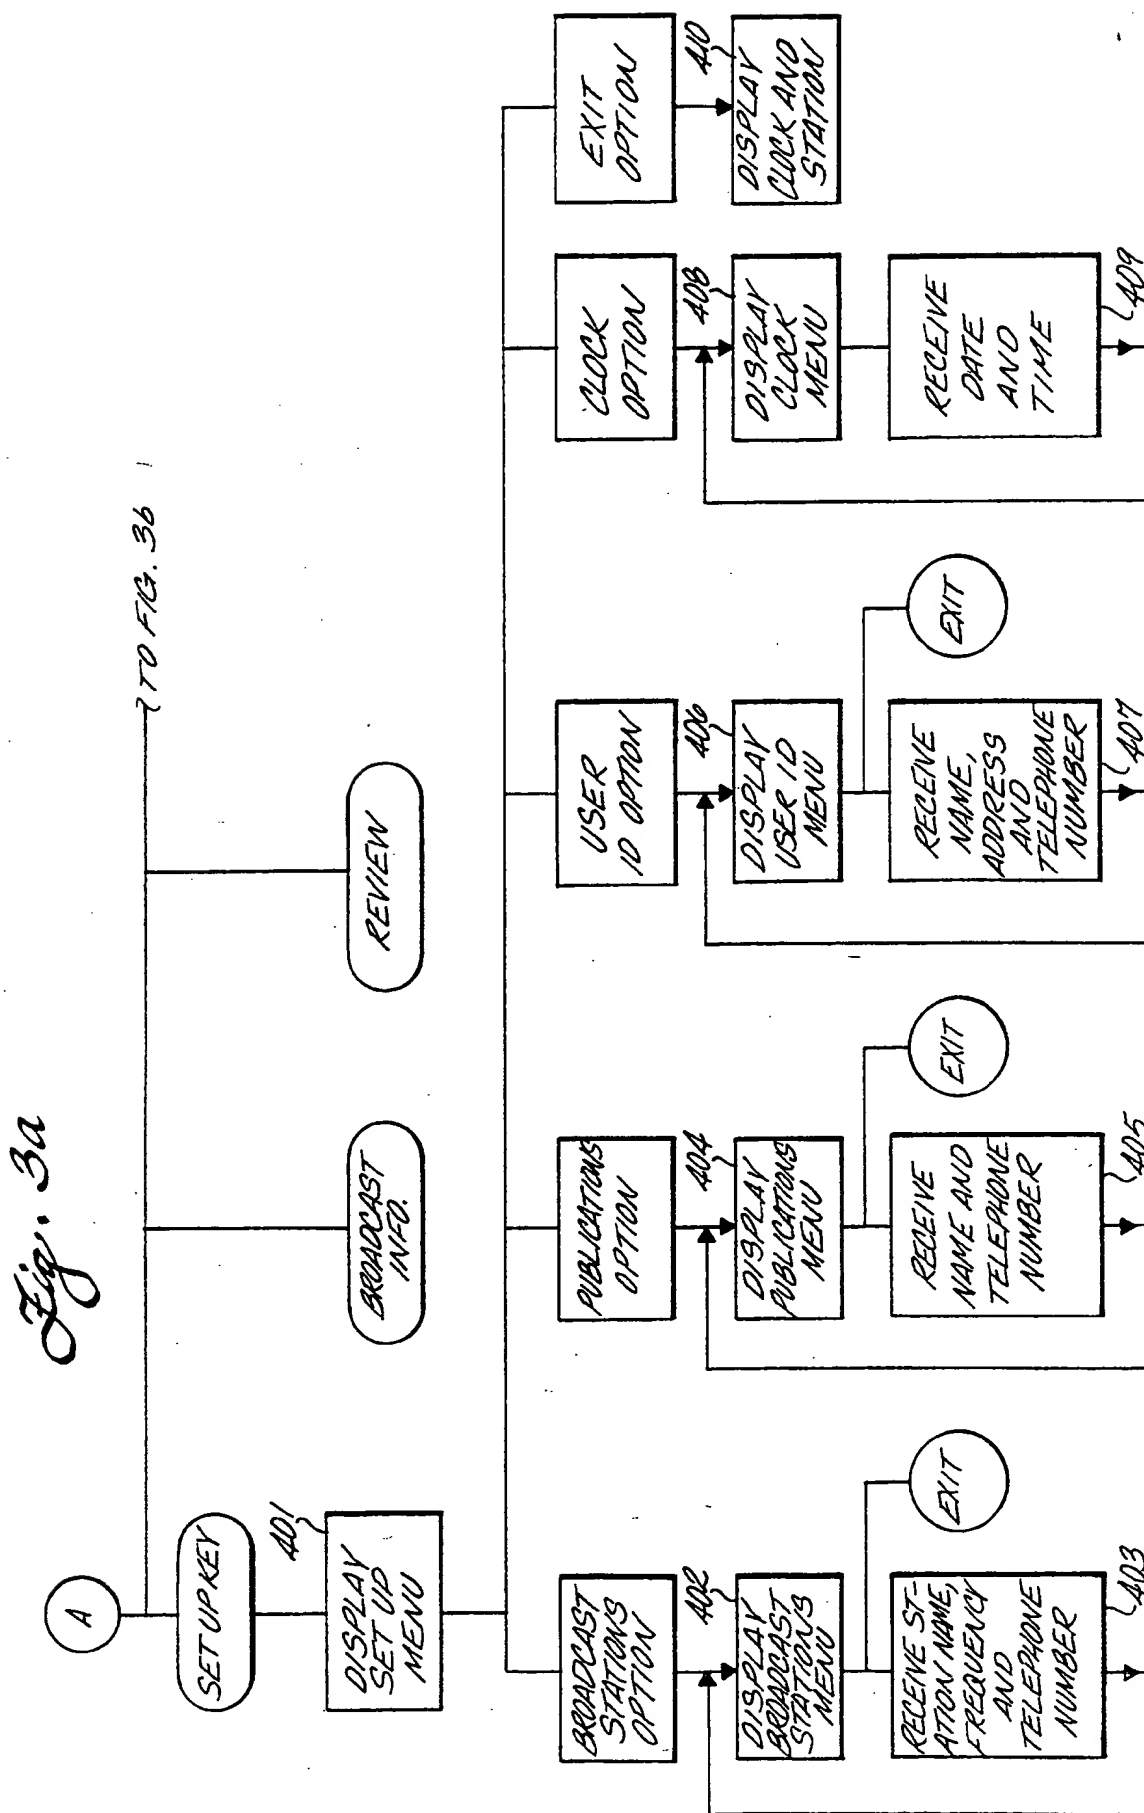 Fig. 3a
A
TO FIG. 3b
SET UP KEY
BROADCAST
INFO.
REVIEW
401
DISPLAY
SET UP
MENU
BROADCAST
STATIONS
OPTION
PUBLICATIONS
OPTION
USER
ID OPTION
CLOCK
OPTION
EXIT
OPTION
402
DISPLAY
BROADCAST
STATIONS
MENU
404
DISPLAY
PUBLICATIONS
MENU
406
DISPLAY
USER ID
MENU
408
DISPLAY
CLOCK
MENU
410
DISPLAY
CLOCK AND
STATION
EXIT
EXIT
EXIT
RECEIVE ST-
ATION NAME,
FREQUENCY
AND
TELEPHONE
NUMBER
403
RECEIVE
NAME AND
TELEPHONE
NUMBER
405
RECEIVE
NAME,
ADDRESS
AND
TELEPHONE
NUMBER
407
RECEIVE
DATE
AND
TIME
409